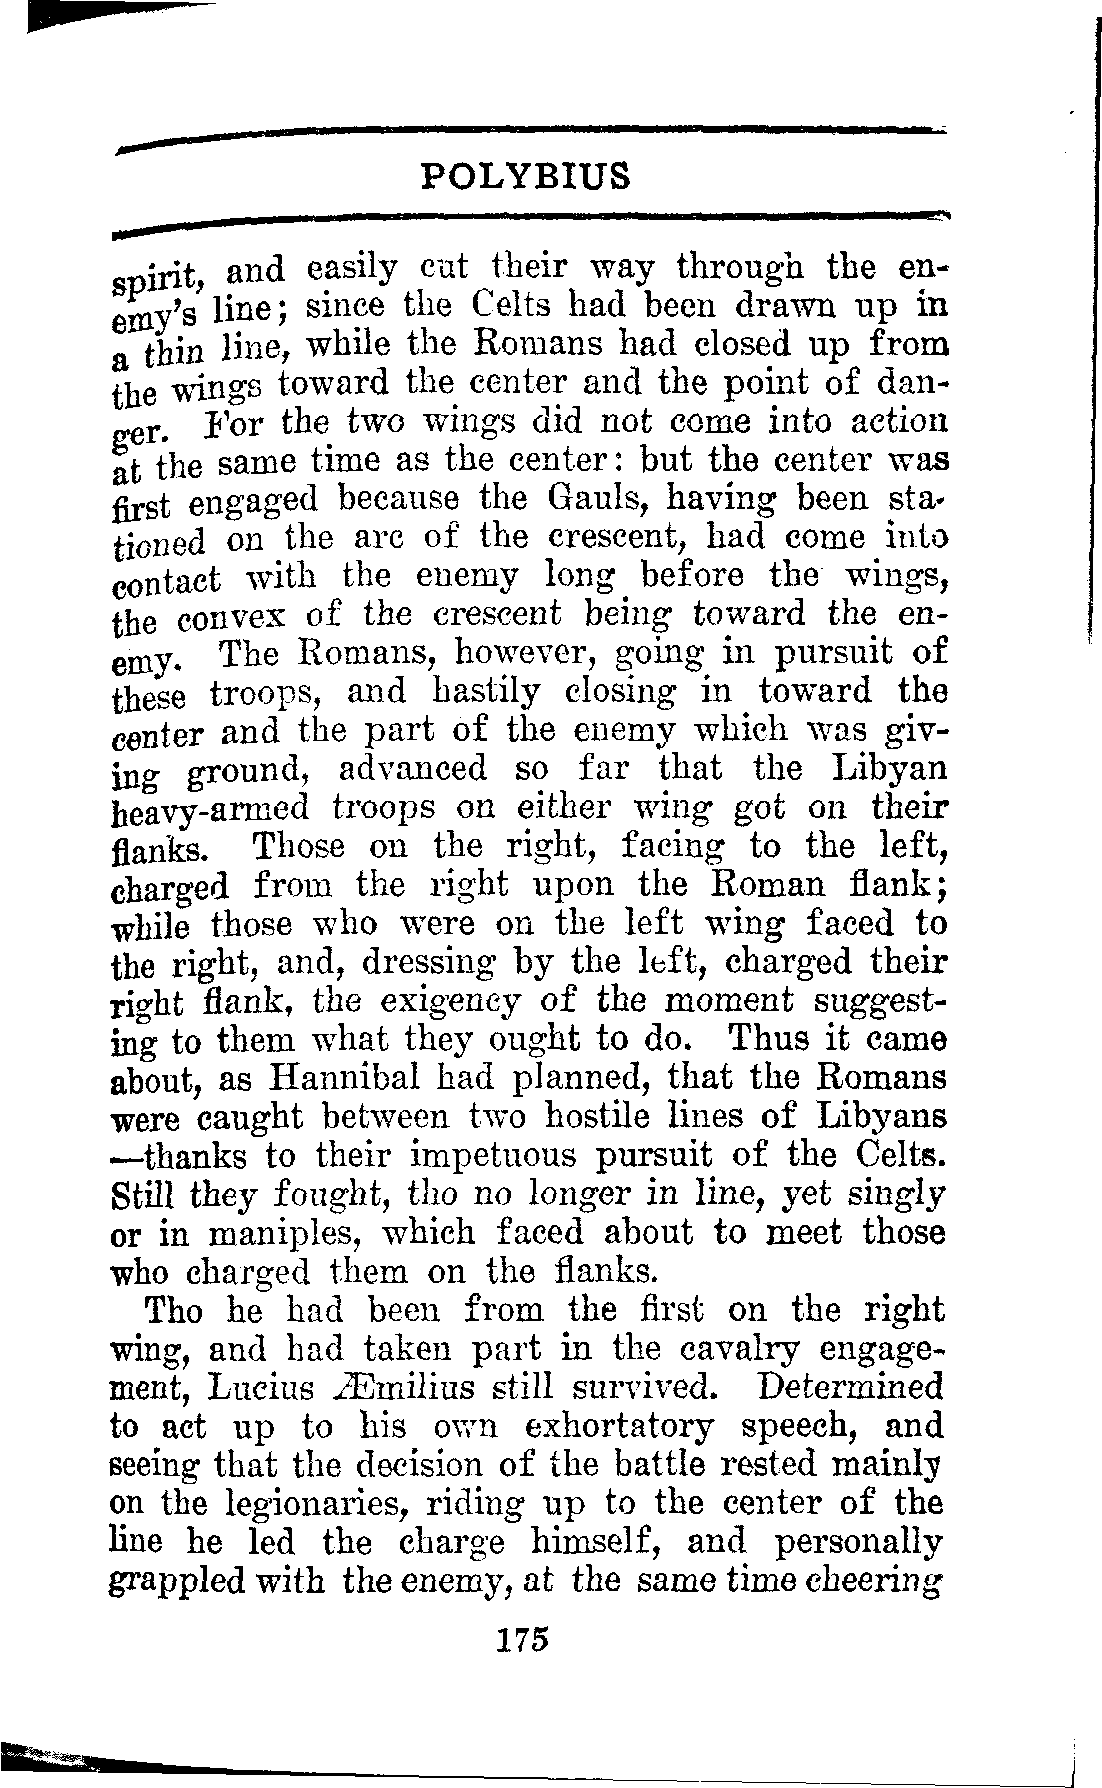 POLYBIUS
spirit, and easily cut their way through the en-
emy's line; since the Celts had been drawn up in
a thin line, while the Romans had closed up from
the wings toward the center and the point of dan-
ger. For the two wings did not come into action
at the same time as the center: but the center was
first engaged because the Gauls, having been sta-
tioned on the arc of the crescent, had come into
contact with the enemy long before the wings,
the convex of the crescent being toward the en-
emy. The Romans, however, going in pursuit of
these troops, and hastily closing in toward the
center and the part of the enemy which was giv-
ing ground, advanced so far that the Libyan
heavy-armed troops on either wing got on their
flanks. Those on the right, facing to the left,
charged from the right upon the Roman flank;
while those who were on the left wing faced to
the right, and, dressing by the left, charged their
right flank, the exigency of the moment suggest-
ing to them what they ought to do. Thus it came
about, as Hannibal had planned, that the Romans
were caught between two hostile lines of Libyans
—thanks to their impetuous pursuit of the Celts.
Still they fought, tho no longer in line, yet singly
or in maniples, which faced about to meet those
who charged them on the flanks.
Tho he had been from the first on the right
wing, and had taken part in the cavalry engage-
ment, Lucius Æmilius still survived. Determined
to act up to his own exhortatory speech, and
seeing that the decision of the battle rested mainly
on the legionaries, riding up to the center of the
line he led the charge himself, and personally
grappled with the enemy, at the same time cheering
175